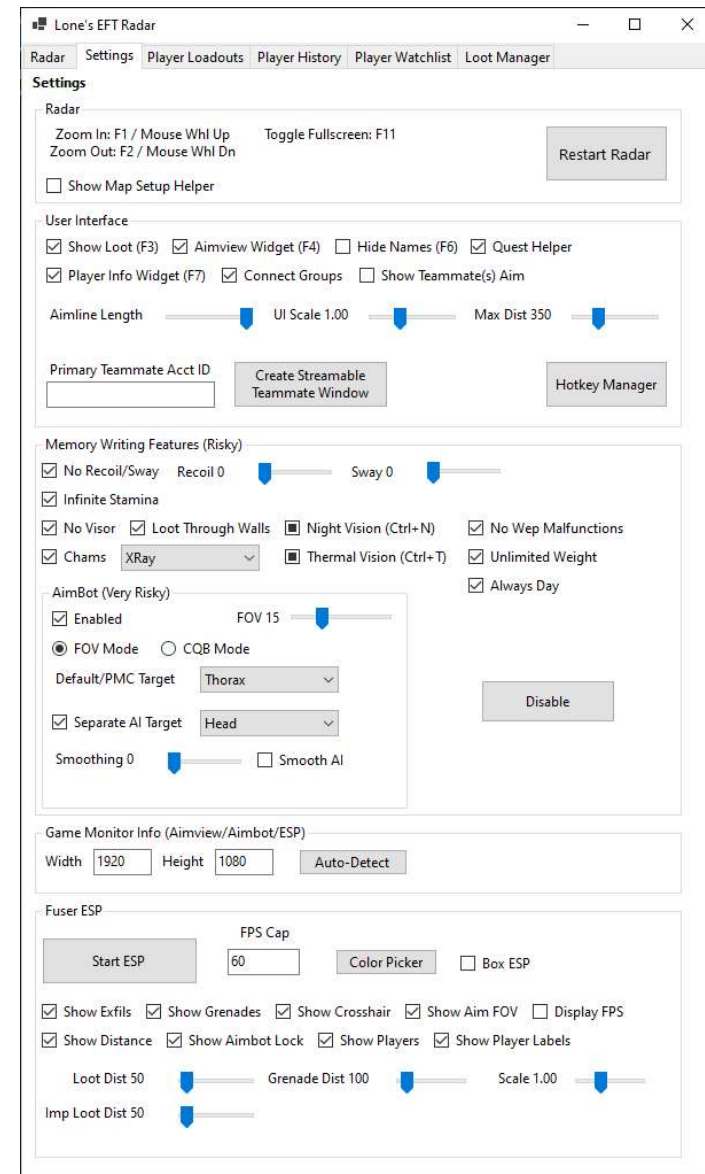 Lone's EFT Radar
Radar Settings Player Loadouts Player History Player Watchlist Loot Manager
Settings
Radar
Zoom In: F1 / Mouse Whl Up Toggle Fullscreen: F11
Zoom Out: F2 / Mouse Whl Dn
Restart Radar
Show Map Setup Helper
User Interface
Show Loot (F3) Aimview Widget (F4) Hide Names (F6) Quest Helper
Player Info Widget (F7) Connect Groups Show Teammate(s) Aim
Aimline Length UI Scale 1.00 Max Dist 350
Primary Teammate Acct ID
Create Streamable
Teammate Window
Hotkey Manager
Memory Writing Features (Risky)
No Recoil/Sway Recoil 0 Sway 0
Infinite Stamina
No Visor Loot Through Walls Night Vision (Ctrl+N) No Wep Malfunctions
Chams XRay Thermal Vision (Ctrl+T) Unlimited Weight
Always Day
AimBot (Very Risky)
Enabled FOV 15
FOV Mode CQB Mode
Default/PMC Target Thorax
Disable
Separate AI Target Head
Smoothing 0 Smooth AI
Game Monitor Info (Aimview/Aimbot/ESP)
Width 1920 Height 1080 Auto-Detect
Fuser ESP
FPS Cap
Start ESP 60 Color Picker Box ESP
Show Exfils Show Grenades Show Crosshair Show Aim FOV Display FPS
Show Distance Show Aimbot Lock Show Players Show Player Labels
Loot Dist 50 Grenade Dist 100 Scale 1.00
Imp Loot Dist 50